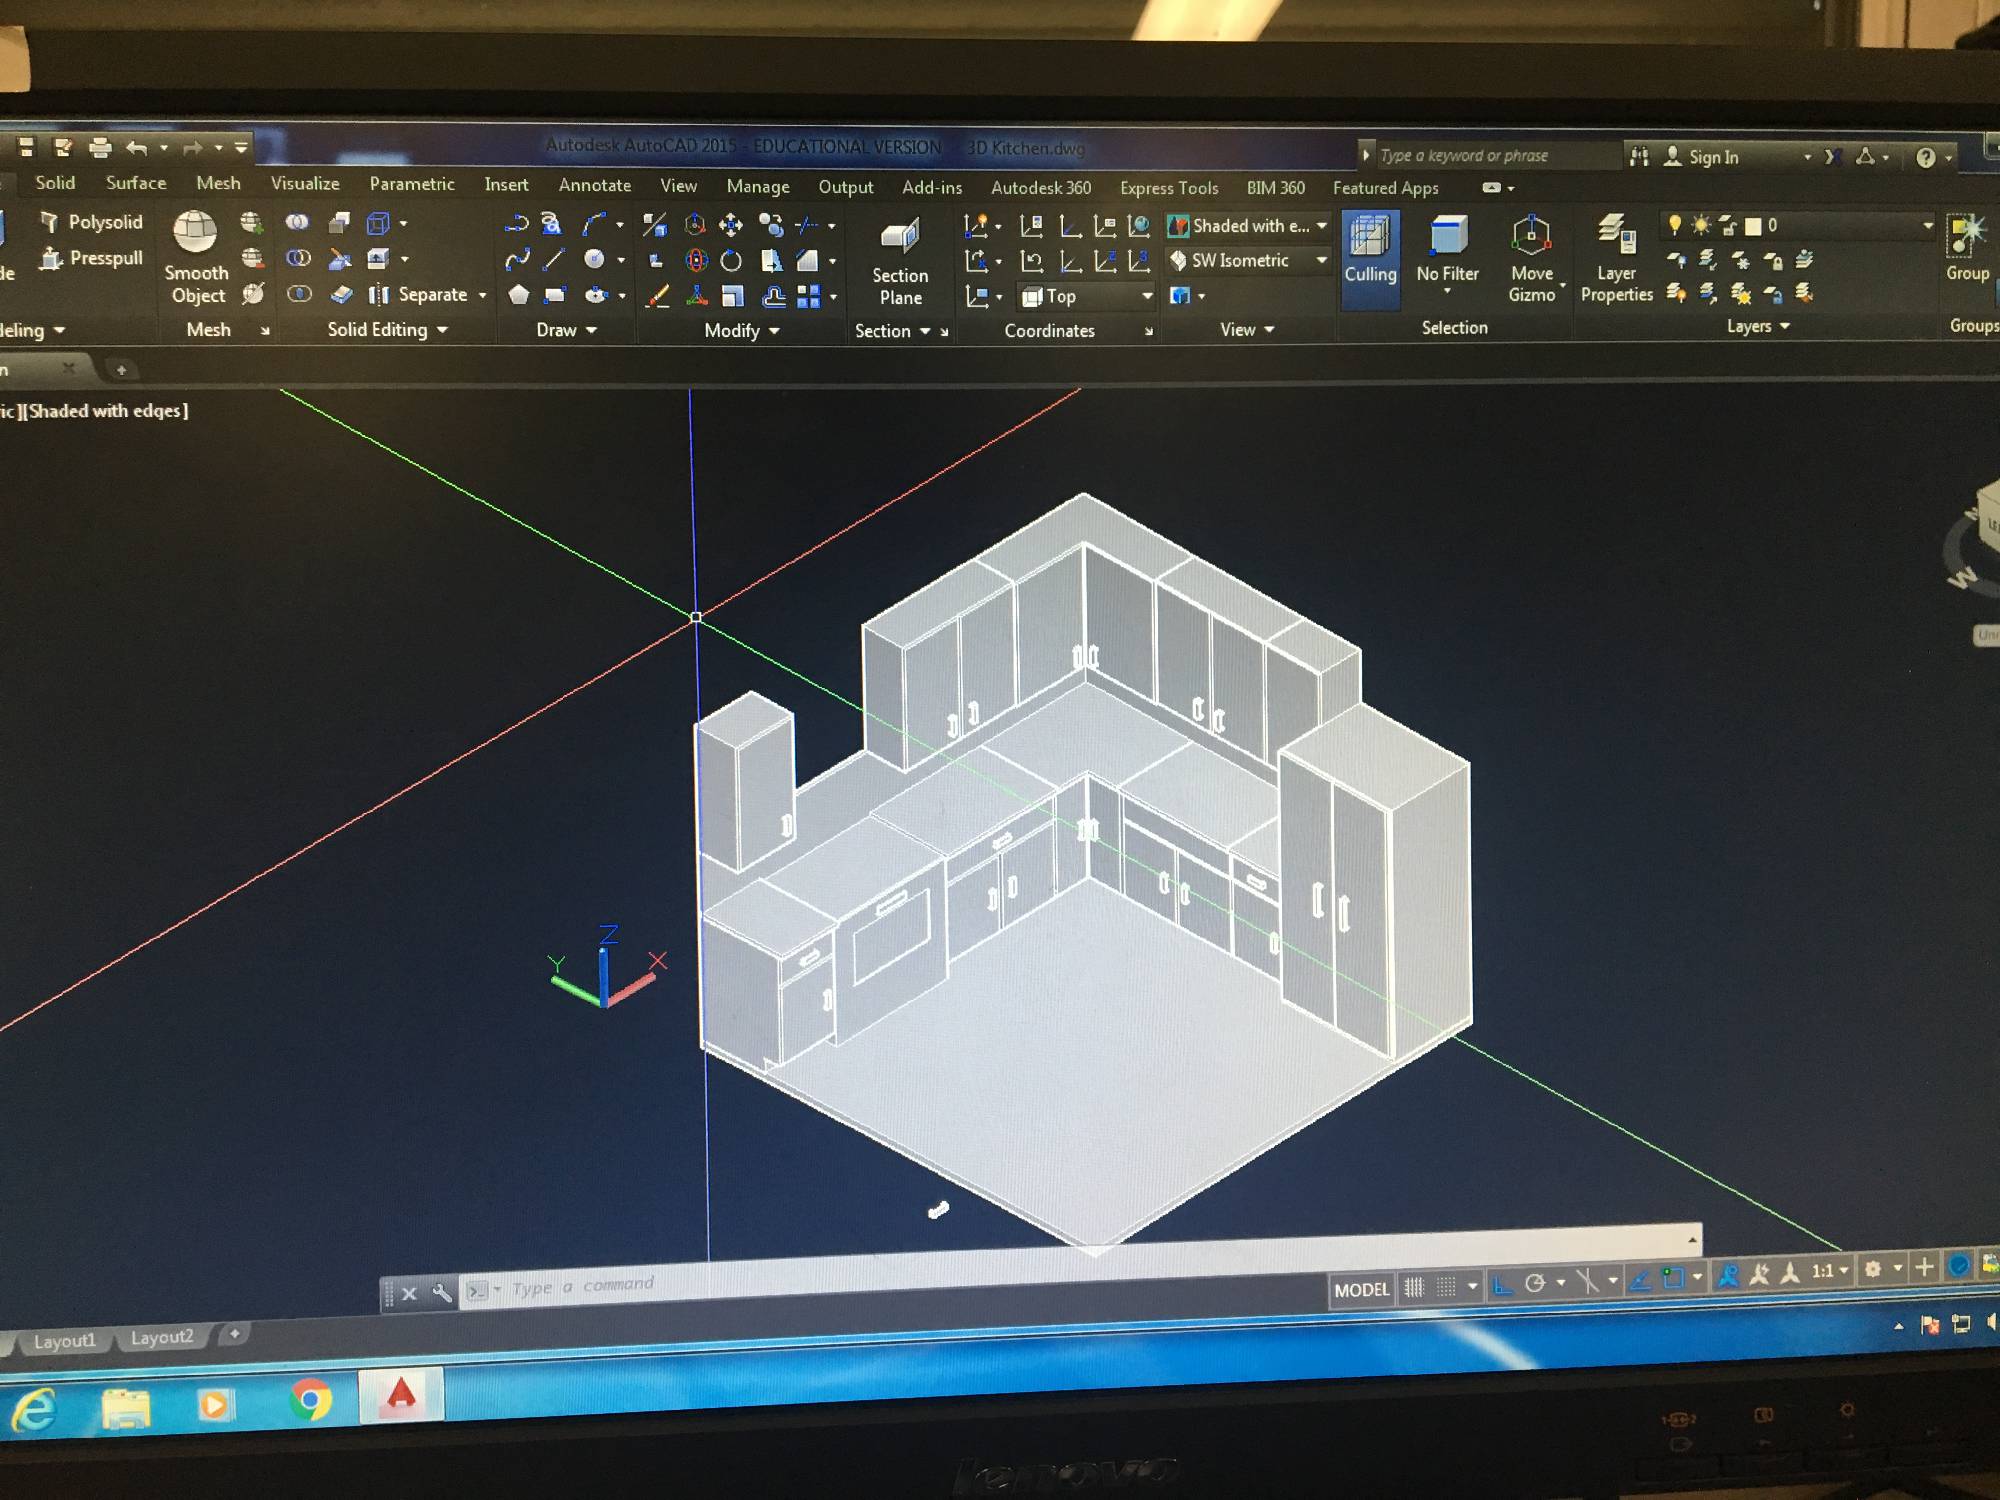 Autodesk AutoCAD 2015 - EDUCATIONAL VERSION 3D Kitchen.dwg
Type a keyword or phrase
Sign In
Solid Surface Mesh Visualize Parametric Insert Annotate View Manage Output Add-ins Autodesk 360 Express Tools BIM 360 Featured Apps
Polysolid
Presspull
Smooth
Object
Separate
Section
Plane
Top
Shaded with e...
SW Isometric
Culling
No Filter
Move
Gizmo
Layer
Properties
0
Group
deling Mesh Solid Editing Draw Modify Section Coordinates View Selection Layers Groups
n
ic][Shaded with edges]
W
Z
Y
X
Type a command
MODEL
1:1
Layout1
Layout2
lenovo